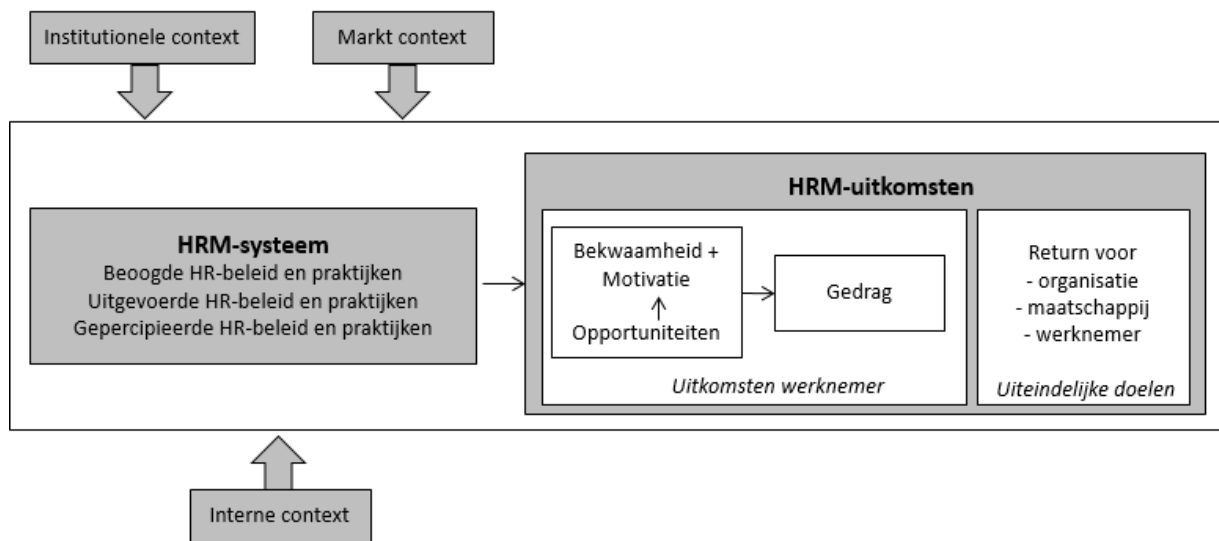 Institutionele context
Markt context
HRM-systeem
Beoogde HR-beleid en praktijken
Uitgevoerde HR-beleid en praktijken
Gepercipieerde HR-beleid en praktijken
HRM-uitkomsten
Bekwaamheid +
Motivatie
Opportuniteiten
Gedrag
Uitkomsten werknemer
Return voor
- organisatie
- maatschappij
- werknemer
Uiteindelijke doelen
Interne context